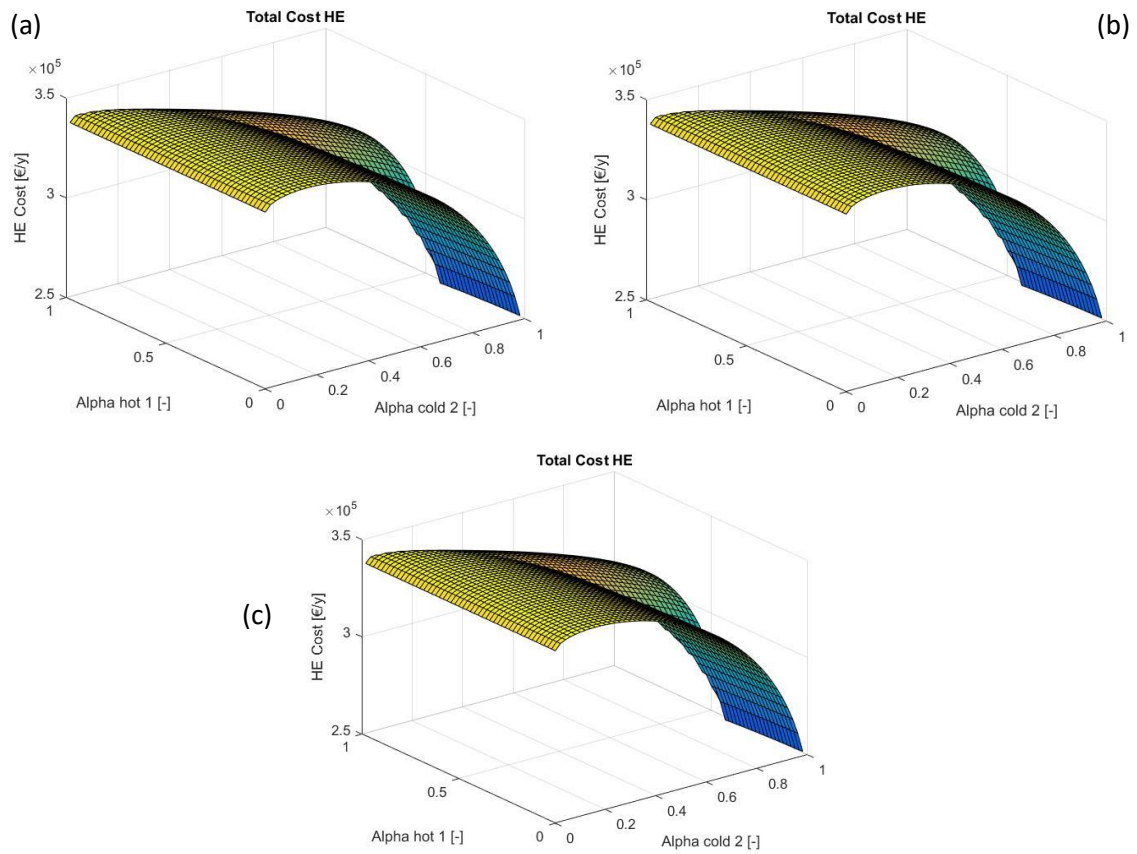 (a)
Total Cost HE
× 10^5
3.5
3
2.5
HE Cost [€/y]
1
0.5
0
Alpha hot 1 [-]
0
0.2
0.4
0.6
0.8
1
Alpha cold 2 [-]
(b)
Total Cost HE
× 10^5
3.5
3
2.5
HE Cost [€/y]
1
0.5
0
Alpha hot 1 [-]
0
0.2
0.4
0.6
0.8
1
Alpha cold 2 [-]
(c)
Total Cost HE
× 10^5
3.5
3
2.5
HE Cost [€/y]
1
0.5
0
Alpha hot 1 [-]
0
0.2
0.4
0.6
0.8
1
Alpha cold 2 [-]